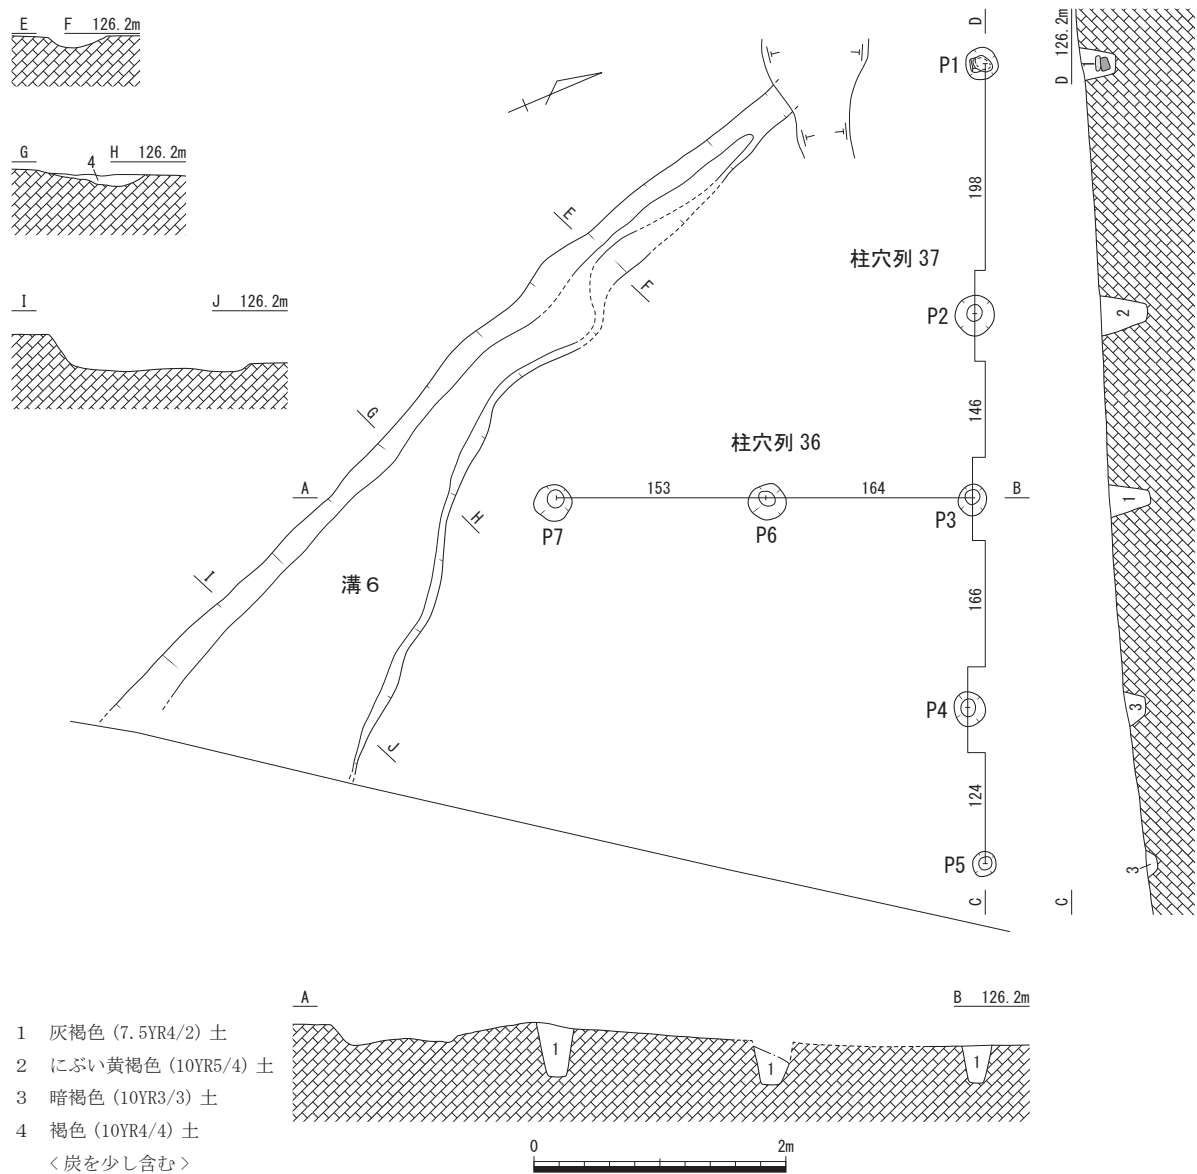 E F 126.2m
G H 126.2m
4
I J 126.2m
D
D 126.2m
P1
198
E
F
柱穴列 37
P2
2
146
G
柱穴列 36
A
153
164
B
1
P7
P6
P3
H
I
溝 6
166
P4
3
J
124
P5
3
C
C
A
B 126.2m
1
1
1
1 灰褐色 (7.5YR4/2) 土
2 にぶい黄褐色 (10YR5/4) 土
3 暗褐色 (10YR3/3) 土
4 褐色 (10YR4/4) 土
<炭を少し含む>
0
2m